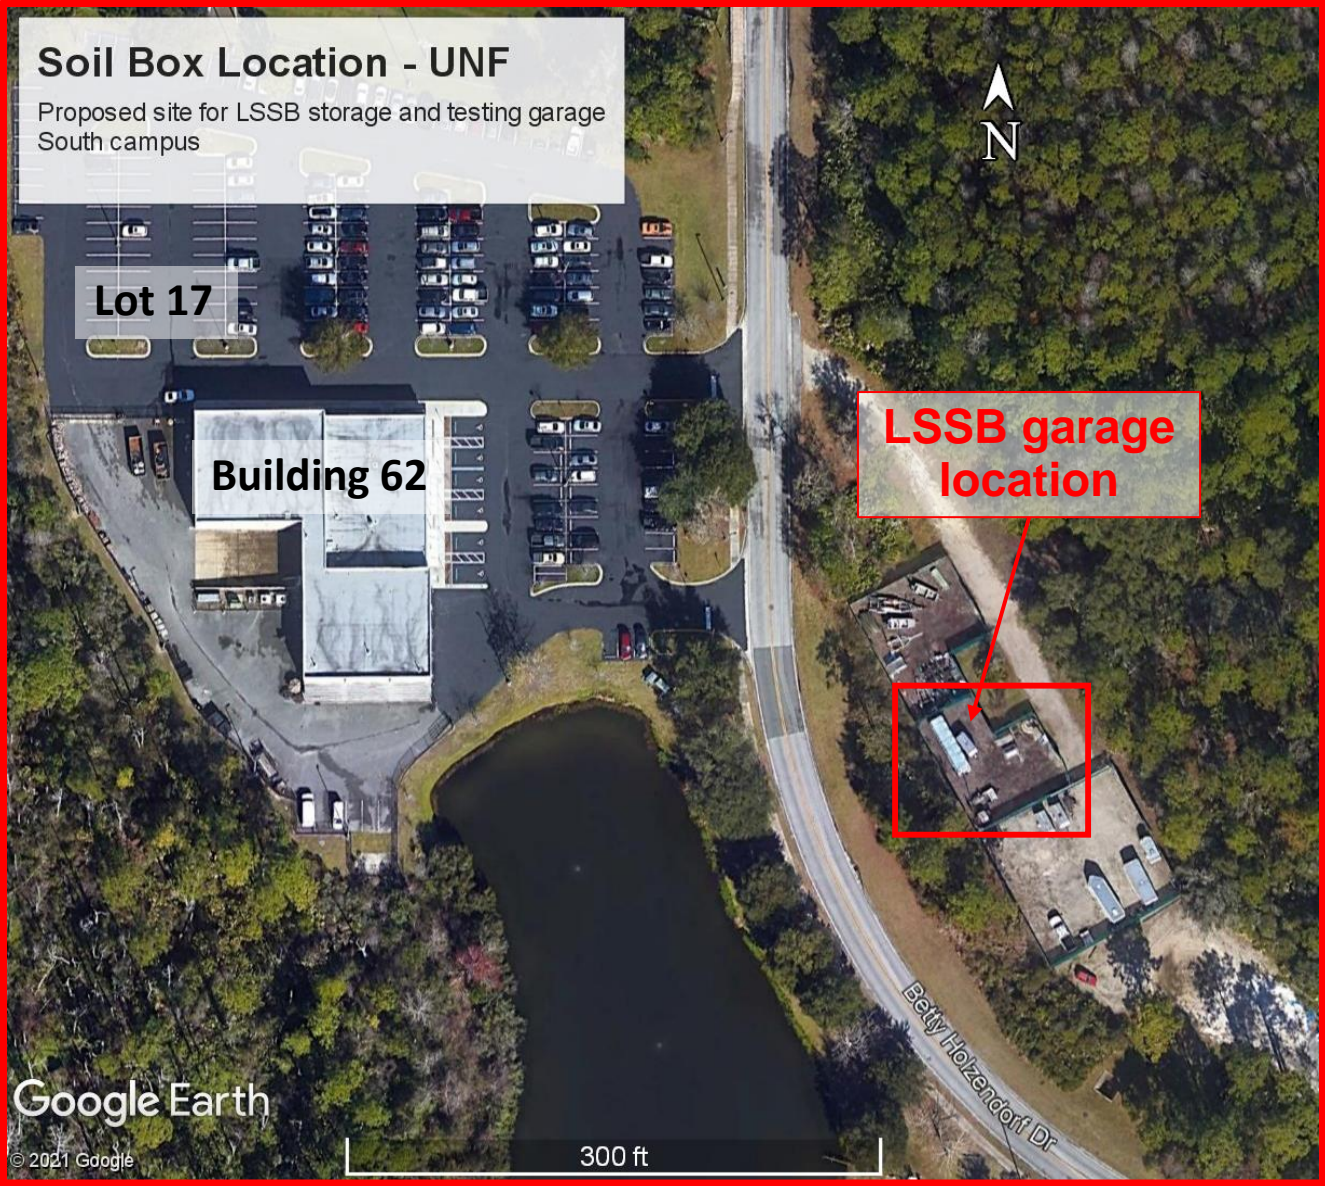 Soil Box Location - UNF
Proposed site for LSSB storage and testing garage
South campus
N
Lot 17
LSSB garage
location
Building 62
Betty Holzendorf Dr
Google Earth
© 2021 Google
300 ft